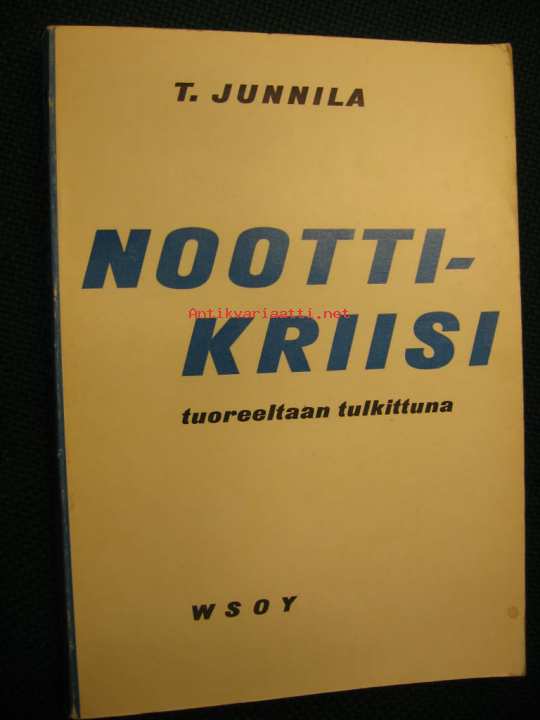 T. JUNNILA
NOOTTI-
Antikvariaatti.net
KRIISI
tuoreeltaan tulkittuna
WSOY